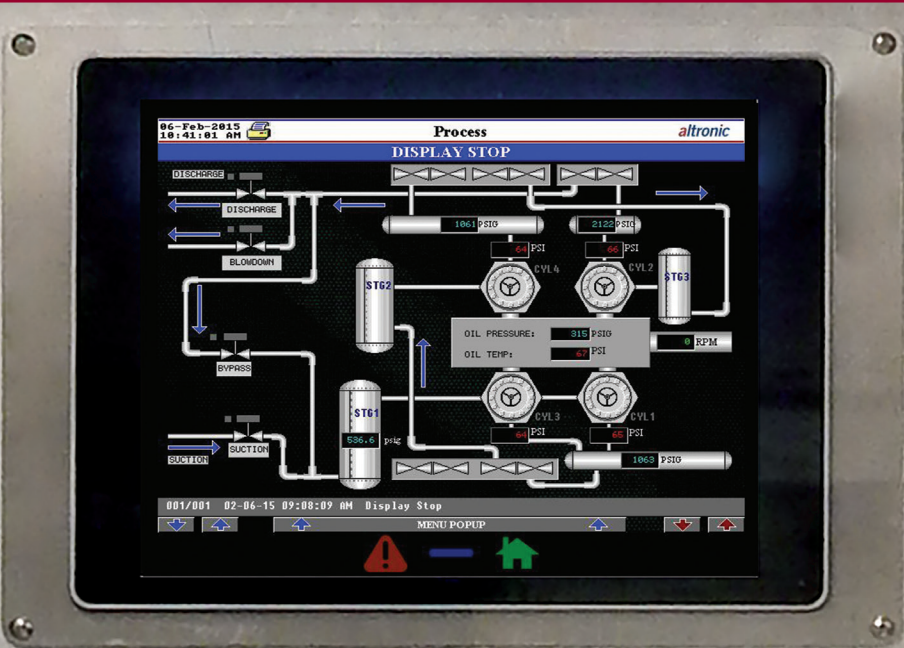 06-Feb-2015
10:41:01 AM
Process
altronic
DISPLAY STOP
DISCHARGE
DISCHARGE
BLOWDOWN
1061 PSIG
2122 PSIG
64 PSI
66 PSI
CYL4
CYL2
STG2
STG3
OIL PRESSURE: 315 PSIG
OIL TEMP: 67 PSI
0 RPM
BYPASS
STG1
536.6 psig
CYL3
CYL1
64 PSI
65 PSI
SUCTION
SUCTION
1063 PSIG
001/001 02-06-15 09:08:09 AM Display Stop
MENU POPUP